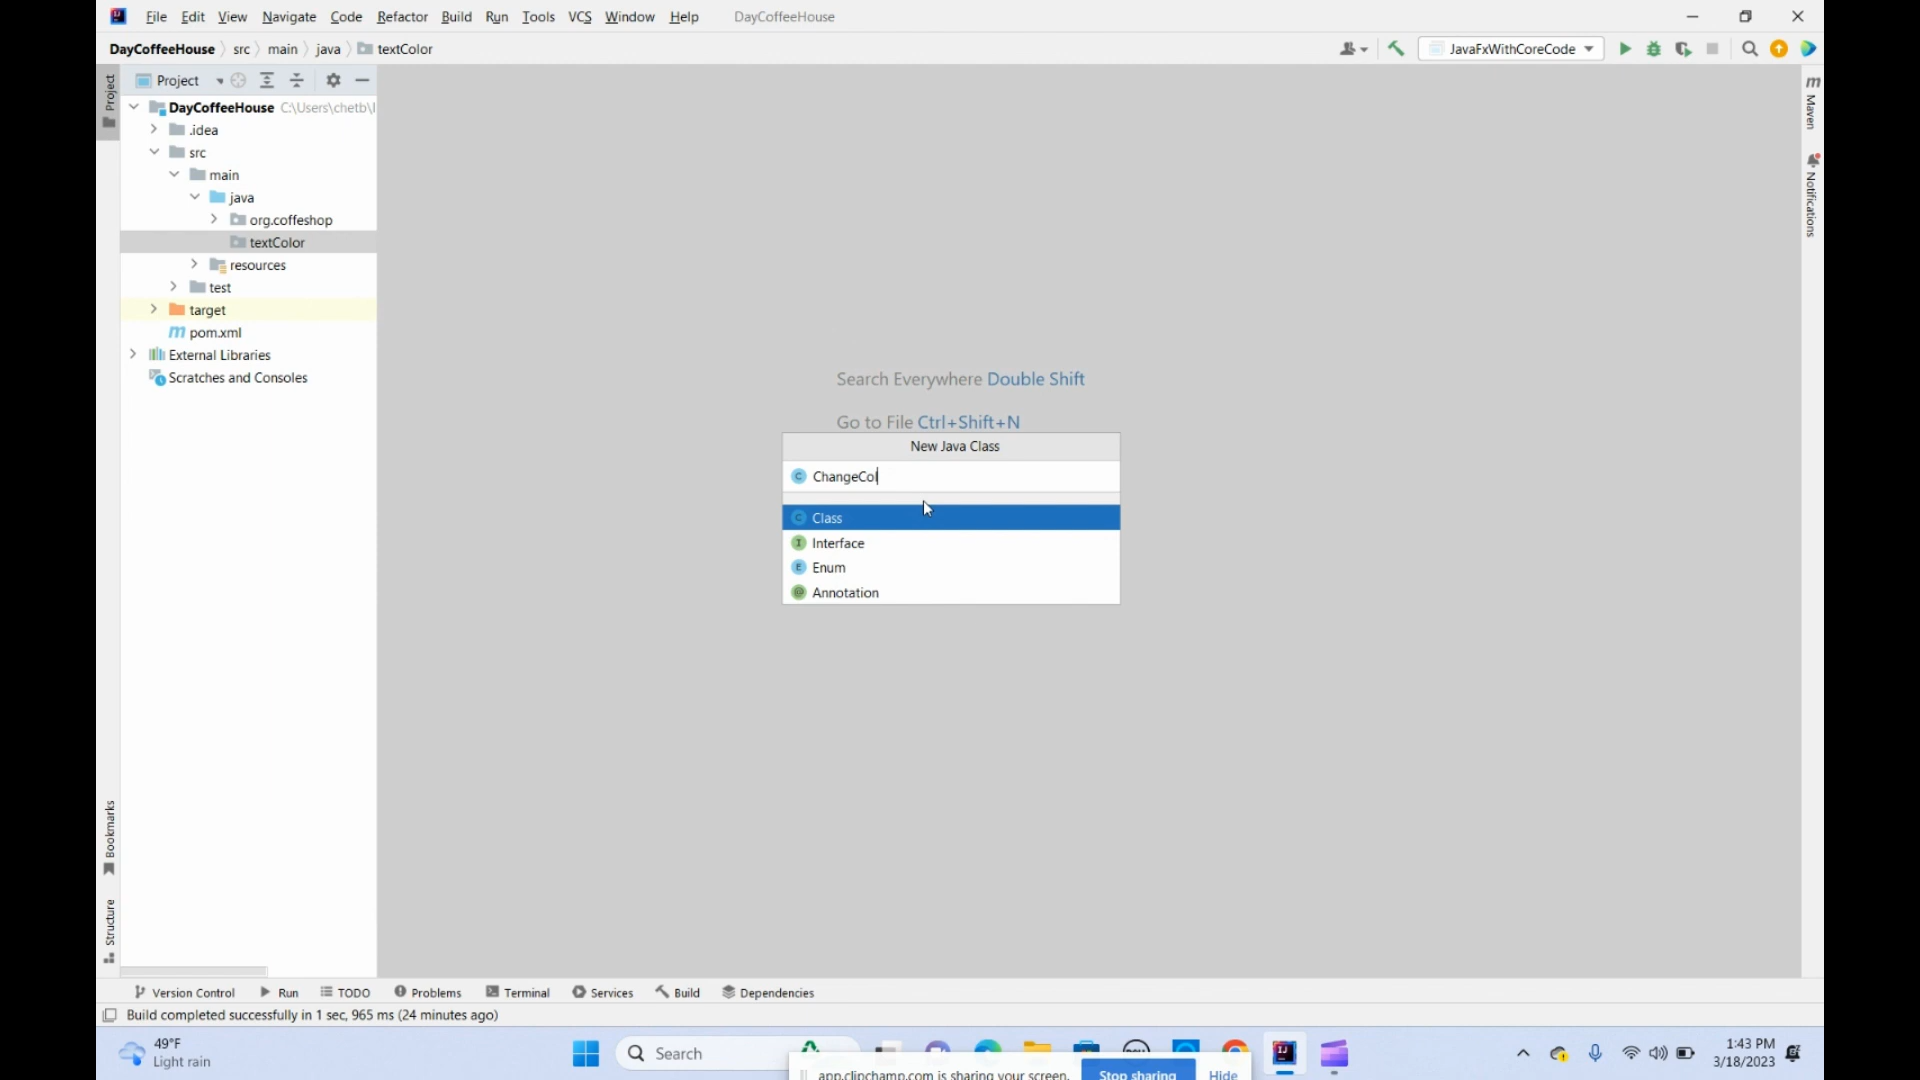 File Edit View Navigate Code Refactor Build Run Tools VCS Window Help DayCoffeeHouse
DayCoffeeHouse src main java textColor
JavaFxWithCoreCode
Project
Project
DayCoffeeHouse C:\Users\chetb\I
.idea
src
main
java
org.coffeshop
textColor
resources
test
target
pom.xml
External Libraries
Scratches and Consoles
Search Everywhere Double Shift
Go to File Ctrl+Shift+N
New Java Class
ChangeCol
Class
Interface
Enum
Annotation
Maven
Notifications
Bookmarks
Structure
Version Control Run TODO Problems Terminal Services Build Dependencies
Build completed successfully in 1 sec, 965 ms (24 minutes ago)
49°F
Light rain
Search
app.clipchamp.com is sharing your screen. Stop sharing Hide
1:43 PM
3/18/2023